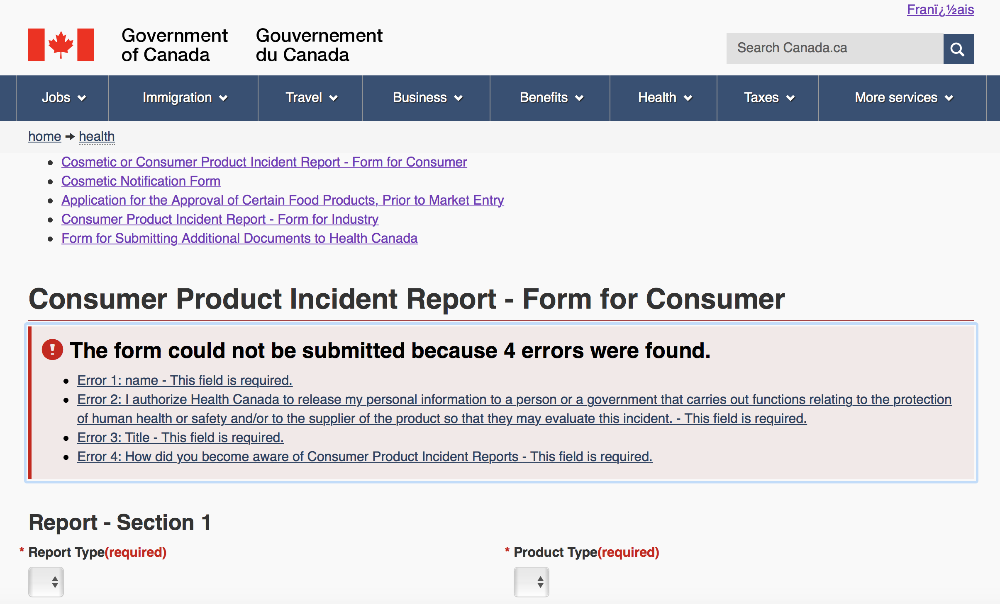 Franï¿½ais
Government
of Canada
Gouvernement
du Canada
Search Canada.ca
Jobs
Immigration
Travel
Business
Benefits
Health
Taxes
More services
home
health
Cosmetic or Consumer Product Incident Report - Form for Consumer
Cosmetic Notification Form
Application for the Approval of Certain Food Products, Prior to Market Entry
Consumer Product Incident Report - Form for Industry
Form for Submitting Additional Documents to Health Canada
Consumer Product Incident Report - Form for Consumer
The form could not be submitted because 4 errors were found.
Error 1: name - This field is required.
Error 2: I authorize Health Canada to release my personal information to a person or a government that carries out functions relating to the protection
of human health or safety and/or to the supplier of the product so that they may evaluate this incident. - This field is required.
Error 3: Title - This field is required.
Error 4: How did you become aware of Consumer Product Incident Reports - This field is required.
Report - Section 1
* Report Type(required)
* Product Type(required)